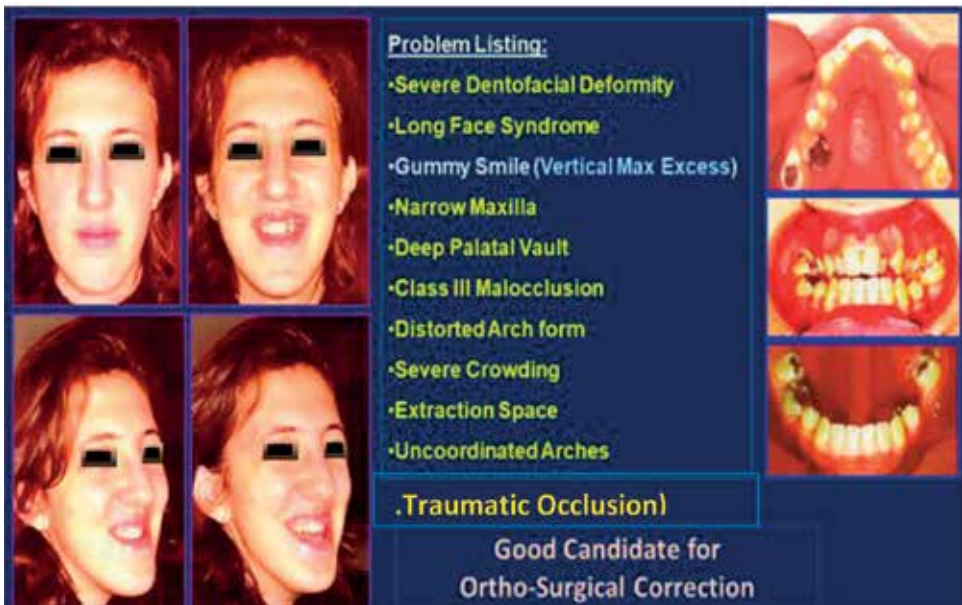 Problem Listing:
•Severe Dentofacial Deformity
•Long Face Syndrome
•Gummy Smile (Vertical Max Excess)
•Narrow Maxilla
•Deep Palatal Vault
•Class III Malocclusion
•Distorted Arch form
•Severe Crowding
•Extraction Space
•Uncoordinated Arches
.Traumatic Occlusion)
Good Candidate for
Ortho-Surgical Correction